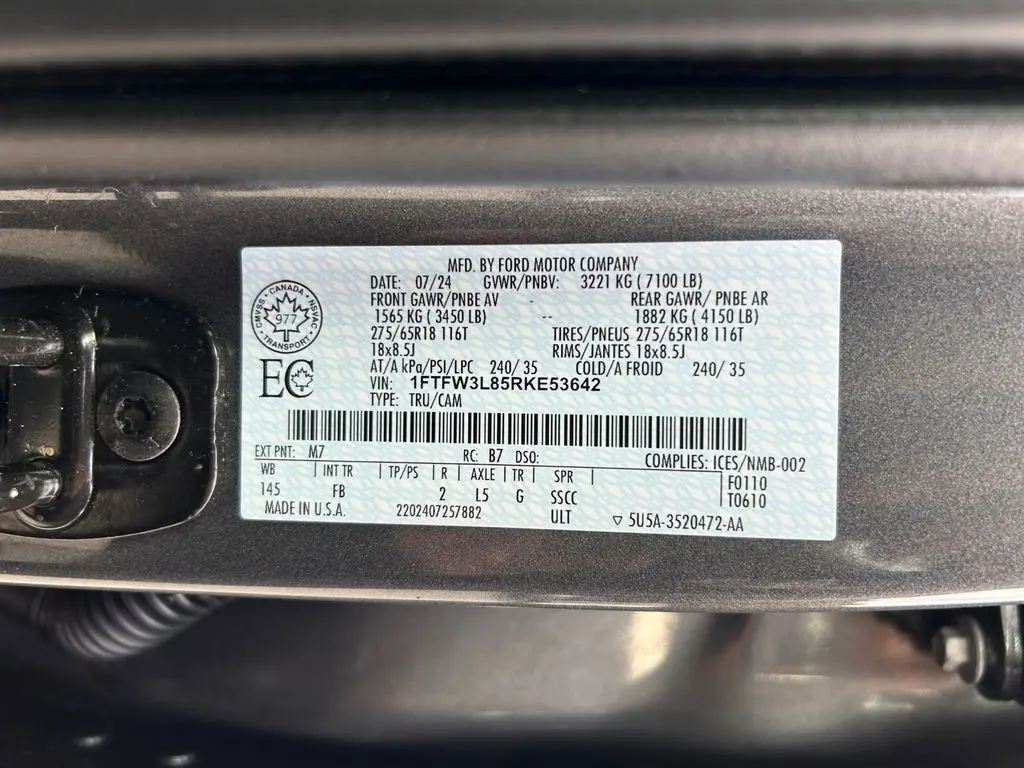 MFD. BY FORD MOTOR COMPANY
DATE: 07/24 GVWR/PNBV: 3221 KG ( 7100 LB)
FRONT GAWR/PNBE AV - REAR GAWR/ PNBE AR
1565 KG ( 3450 LB) -- 1882 KG ( 4150 LB)
275/65R18 116T TIRES/PNEUS 275/65R18 116T
18x8.5J RIMS/JANTES 18x8.5J
AT/A kPa/PSI/LPC 240/ 35 COLD/A FROID 240/ 35
VIN: 1FTFW3L85RKE53642
TYPE: TRU/CAM
CANADA
CMVSS NSVAC
977
TRANSPORT
EC
EXT PNT: M7 RC: B7 DSO: COMPLIES: ICES/NMB-002
WB INT TR TP/PS R AXLE TR SPR F0110
145 FB 2 L5 G SSCC T0610
MADE IN U.S.A. 2202407257882 ULT ▽ 5U5A-3520472-AA